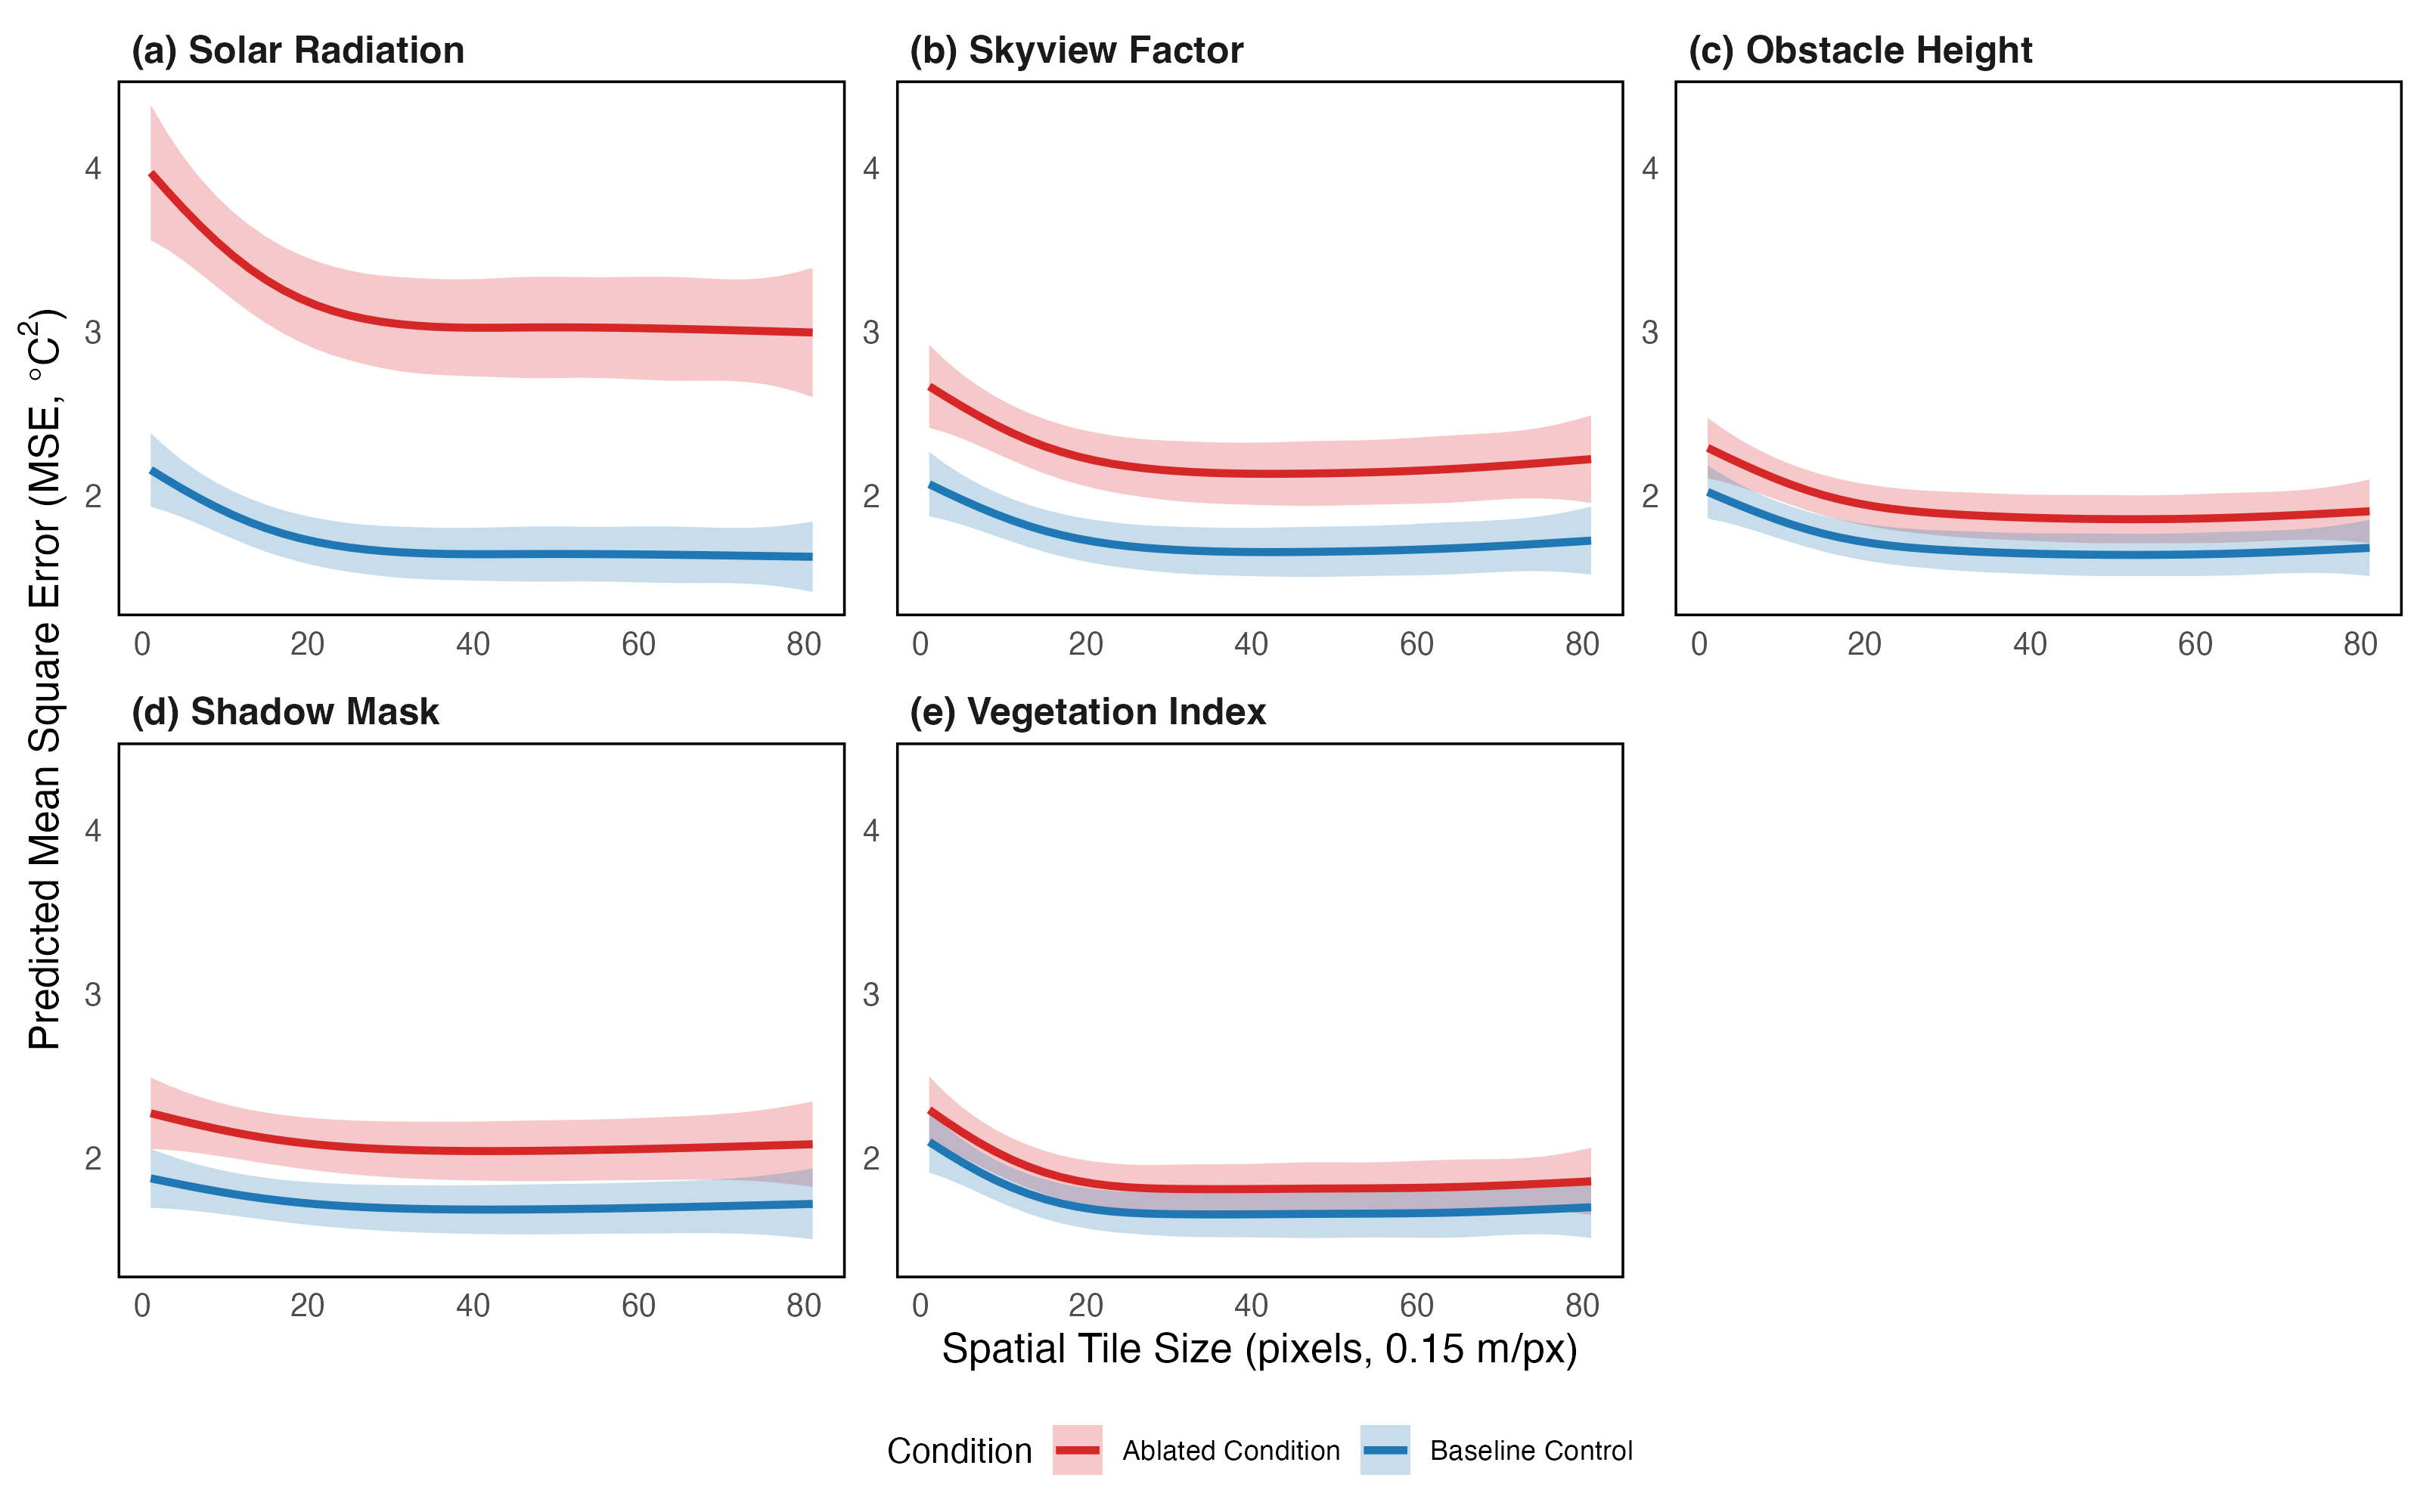 (a) Solar Radiation
(b) Skyview Factor
(c) Obstacle Height
4
3
2
4
3
2
4
3
2
0 20 40 60 80
0 20 40 60 80
0 20 40 60 80
Predicted Mean Square Error (MSE, °C²)
(d) Shadow Mask
(e) Vegetation Index
4
3
2
4
3
2
0 20 40 60 80
0 20 40 60 80
Spatial Tile Size (pixels, 0.15 m/px)
Condition Ablated Condition Baseline Control